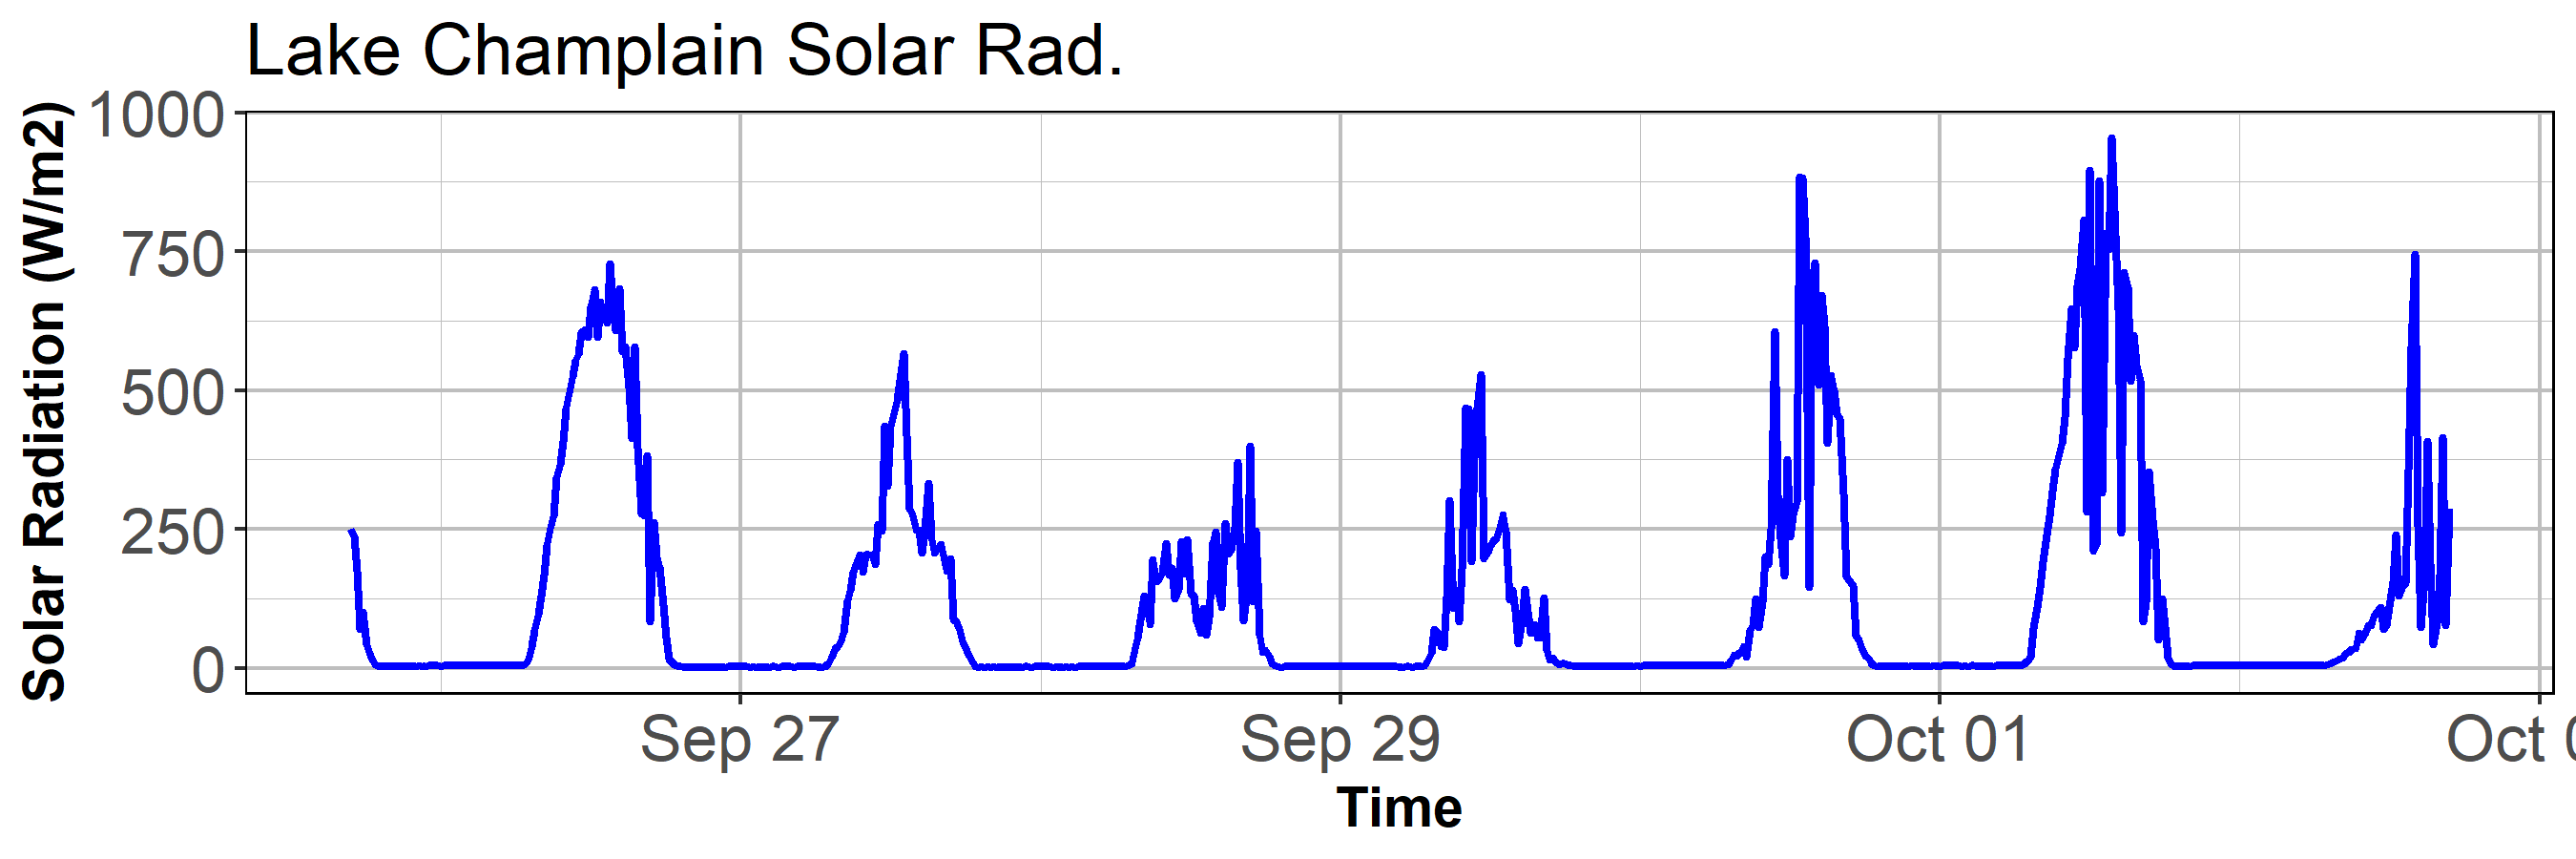 Lake Champlain Solar Rad.
Solar Radiation (W/m2)
1000
750
500
250
0
Sep 27
Sep 29
Oct 01
Oct
Time